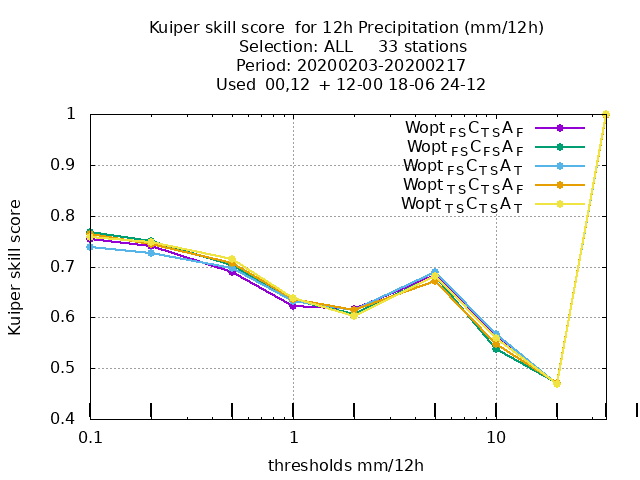 Kuiper skill score  for 12h Precipitation (mm/12h)
Selection: ALL     33 stations
Period: 20200203-20200217
Used  00,12  + 12-00 18-06 24-12
Wopt FS C TS A F
Wopt FS C FS A F
Wopt FS C TS A T
Wopt TS C TS A F
Wopt TS C TS A T
1
0.9
0.8
0.7
0.6
0.5
0.4
Kuiper skill score
0.1
1
10
thresholds mm/12h